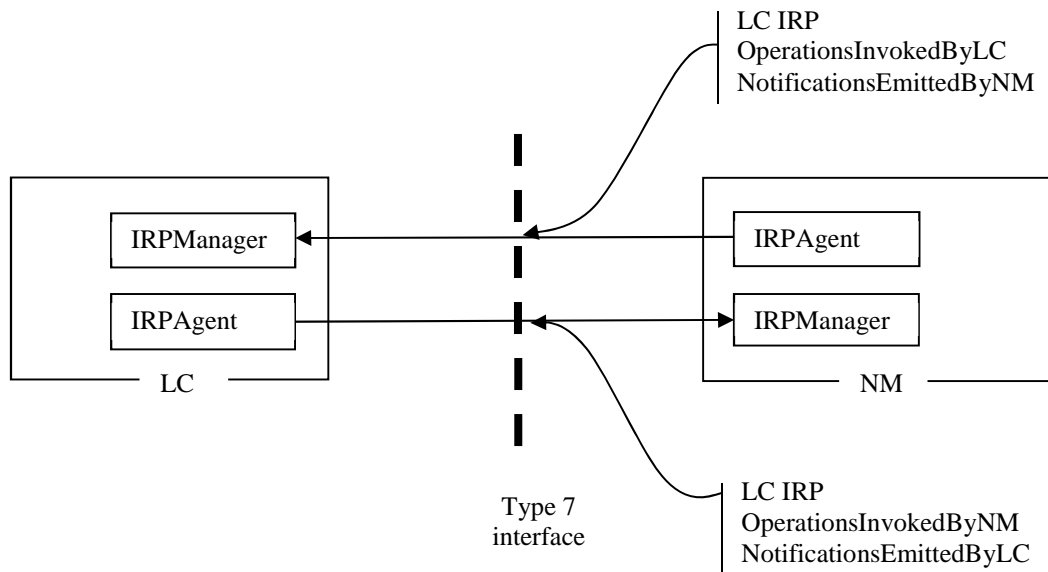 LC IRP
OperationsInvokedByLC
NotificationsEmittedByNM
IRPManager
IRPAgent
IRPAgent
IRPManager
LC
NM
Type 7
interface
LC IRP
OperationsInvokedByNM
NotificationsEmittedByLC